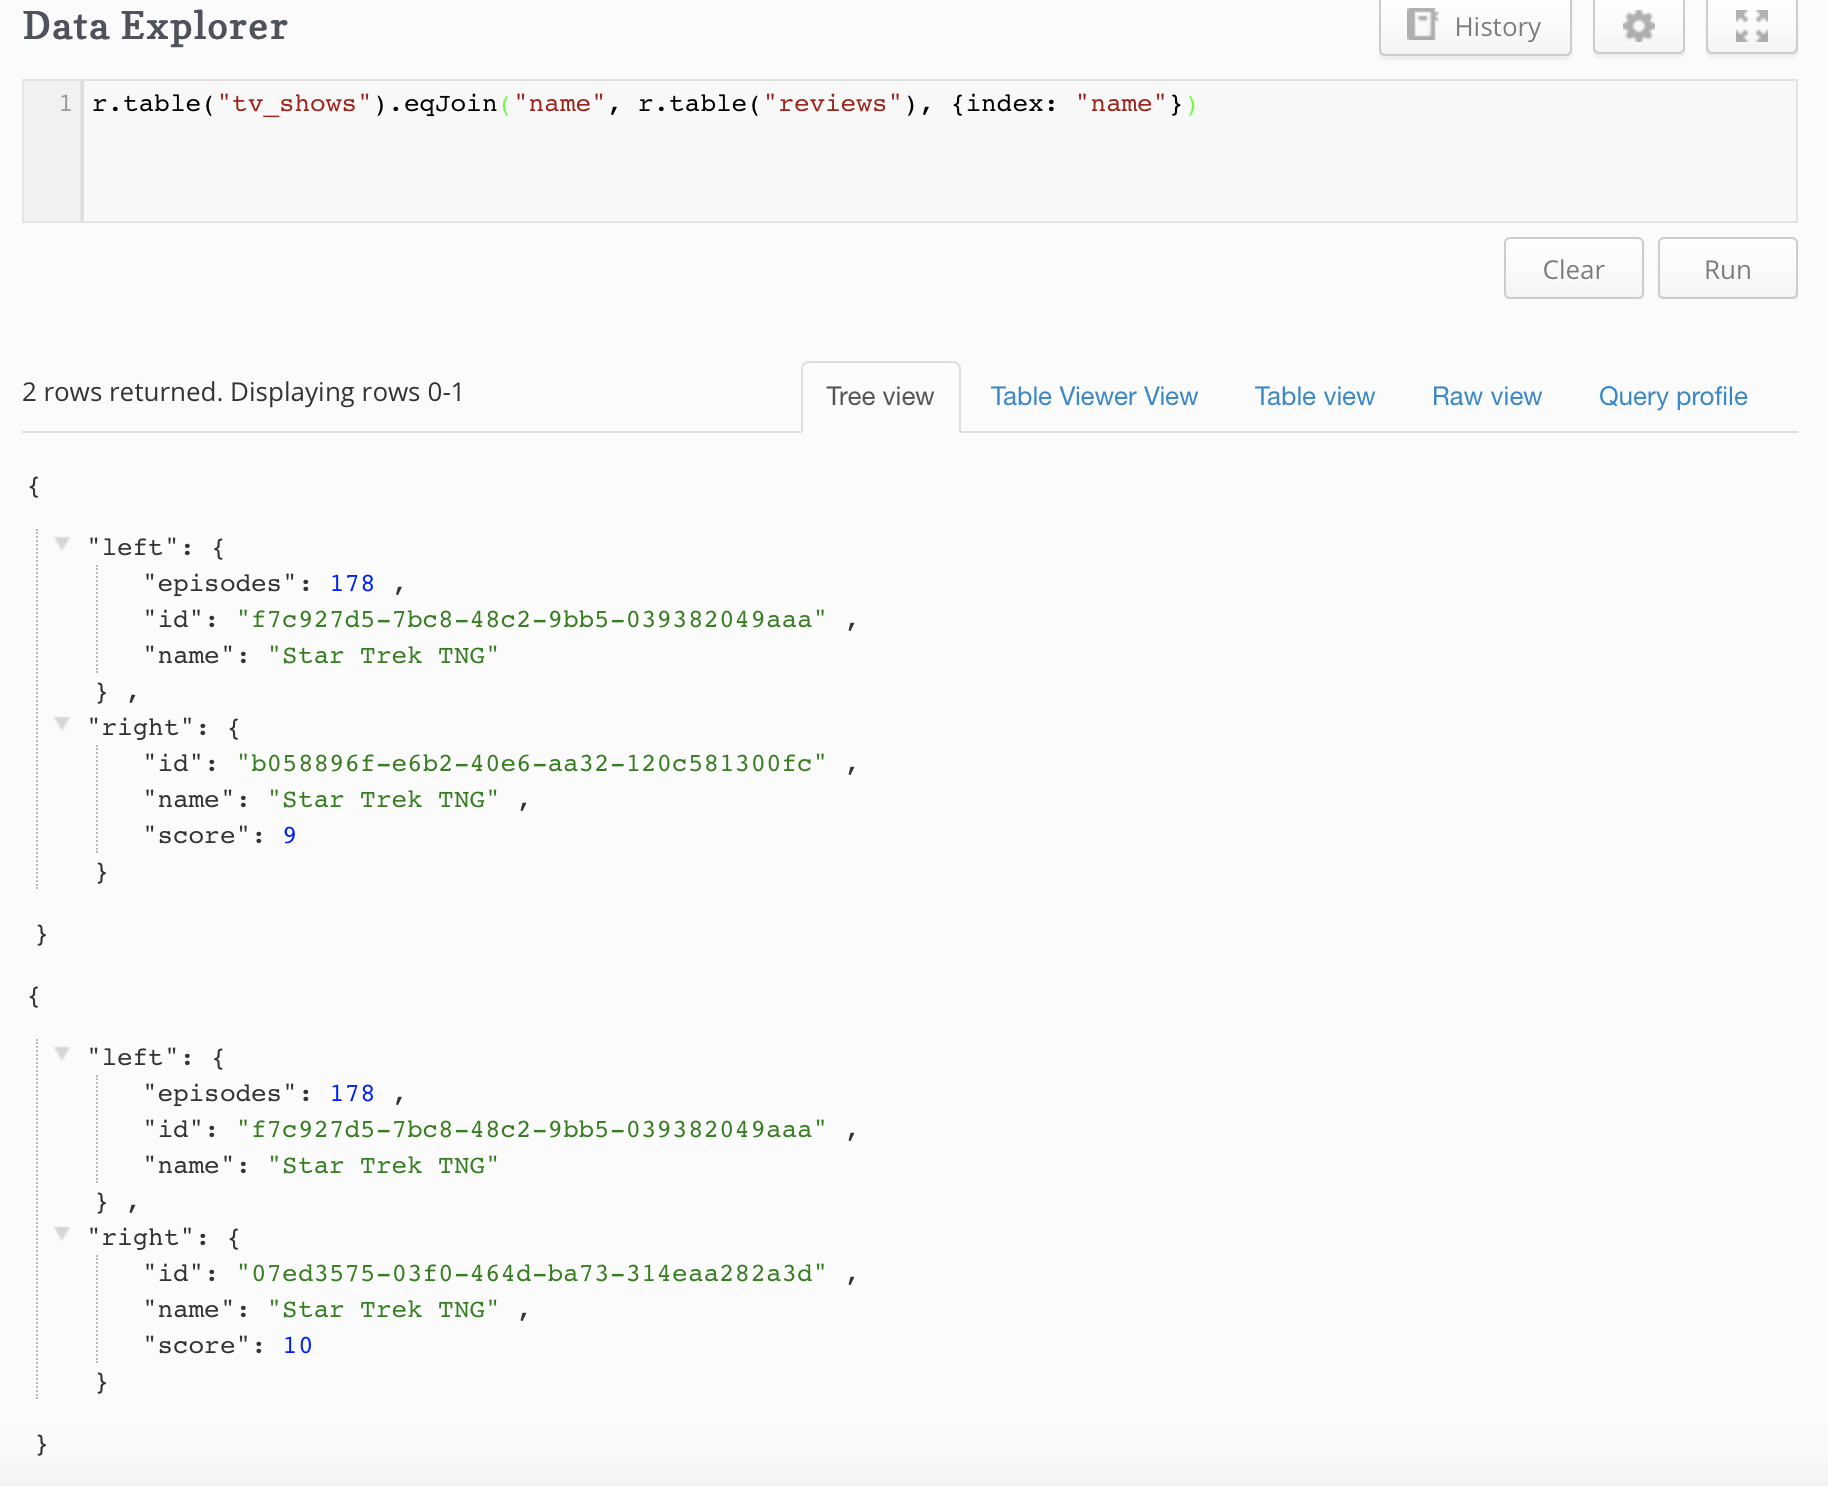 Data Explorer
History
1 r.table("tv_shows").eqJoin("name", r.table("reviews"), {index: "name"})
Clear
Run
2 rows returned. Displaying rows 0-1
Tree view
Table Viewer View
Table view
Raw view
Query profile
{
"left": {
"episodes": 178 ,
"id": "f7c927d5-7bc8-48c2-9bb5-039382049aaa" ,
"name": "Star Trek TNG"
} ,
"right": {
"id": "b058896f-e6b2-40e6-aa32-120c581300fc" ,
"name": "Star Trek TNG" ,
"score": 9
}
}
{
"left": {
"episodes": 178 ,
"id": "f7c927d5-7bc8-48c2-9bb5-039382049aaa" ,
"name": "Star Trek TNG"
} ,
"right": {
"id": "07ed3575-03f0-464d-ba73-314eaa282a3d" ,
"name": "Star Trek TNG" ,
"score": 10
}
}